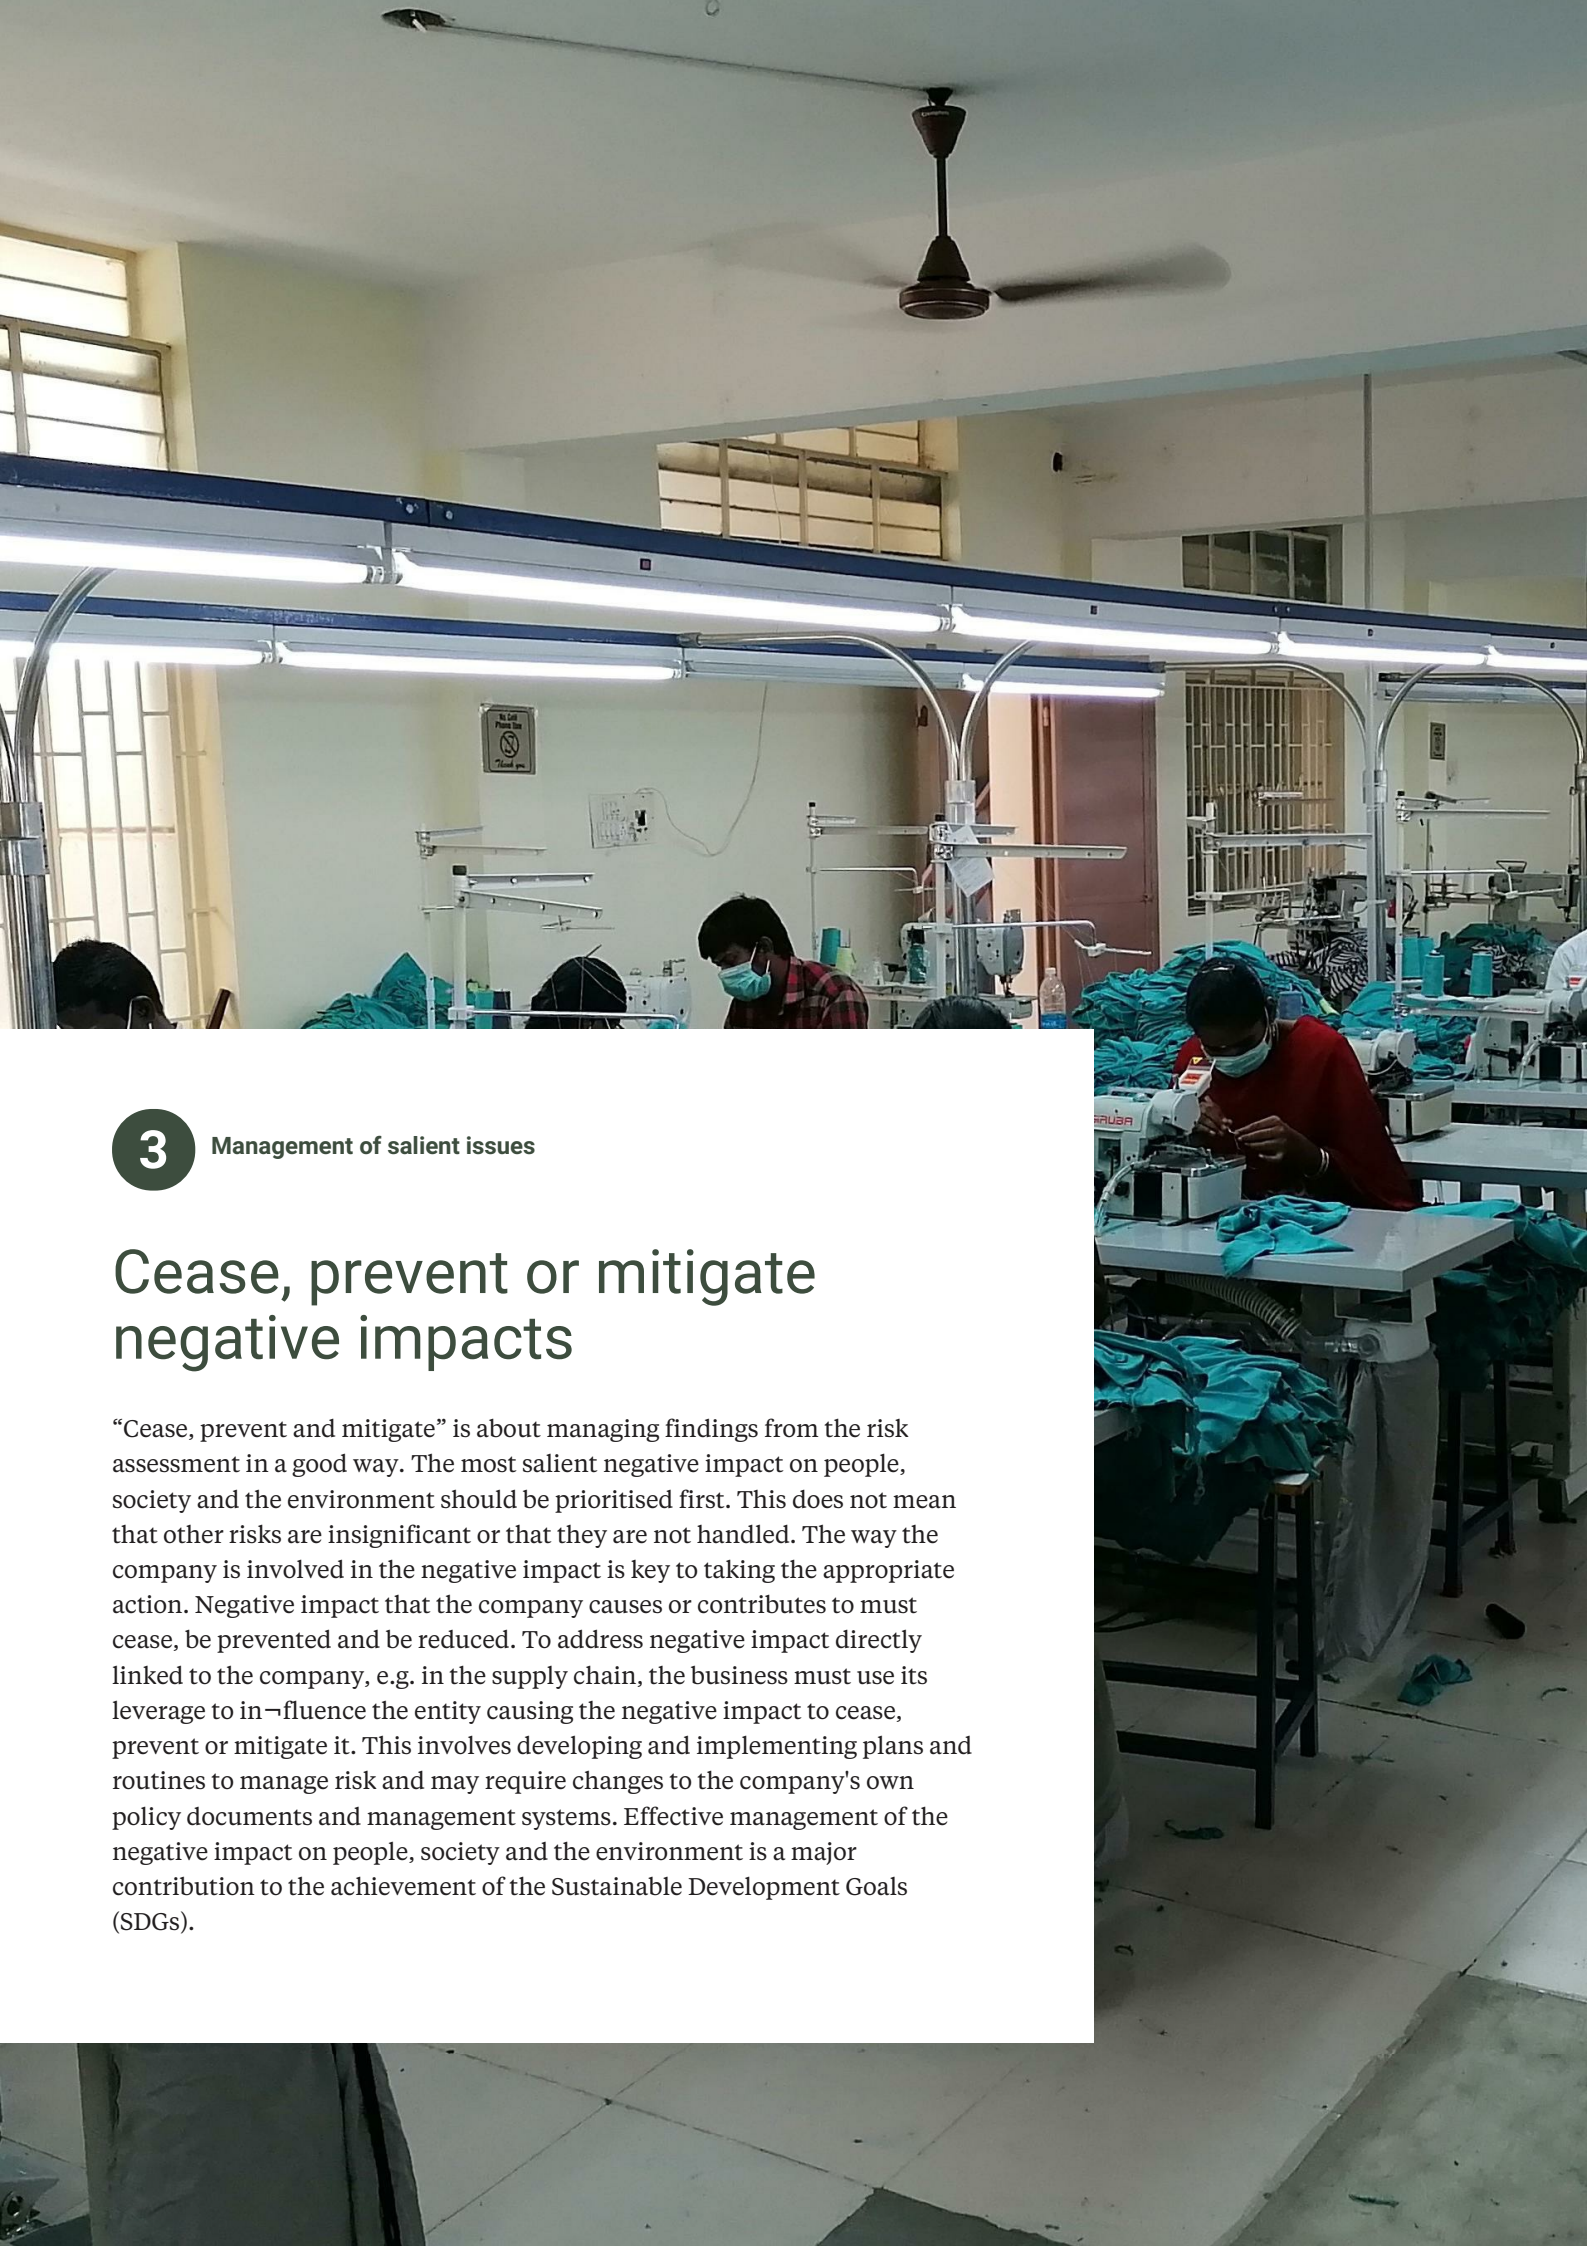 No Cell
Phone Use
Thank you
SIRUBA
3
Management of salient issues
Cease, prevent or mitigate
negative impacts
“Cease, prevent and mitigate” is about managing findings from the risk
assessment in a good way. The most salient negative impact on people,
society and the environment should be prioritised first. This does not mean
that other risks are insignificant or that they are not handled. The way the
company is involved in the negative impact is key to taking the appropriate
action. Negative impact that the company causes or contributes to must
cease, be prevented and be reduced. To address negative impact directly
linked to the company, e.g. in the supply chain, the business must use its
leverage to in¬fluence the entity causing the negative impact to cease,
prevent or mitigate it. This involves developing and implementing plans and
routines to manage risk and may require changes to the company's own
policy documents and management systems. Effective management of the
negative impact on people, society and the environment is a major
contribution to the achievement of the Sustainable Development Goals
(SDGs).